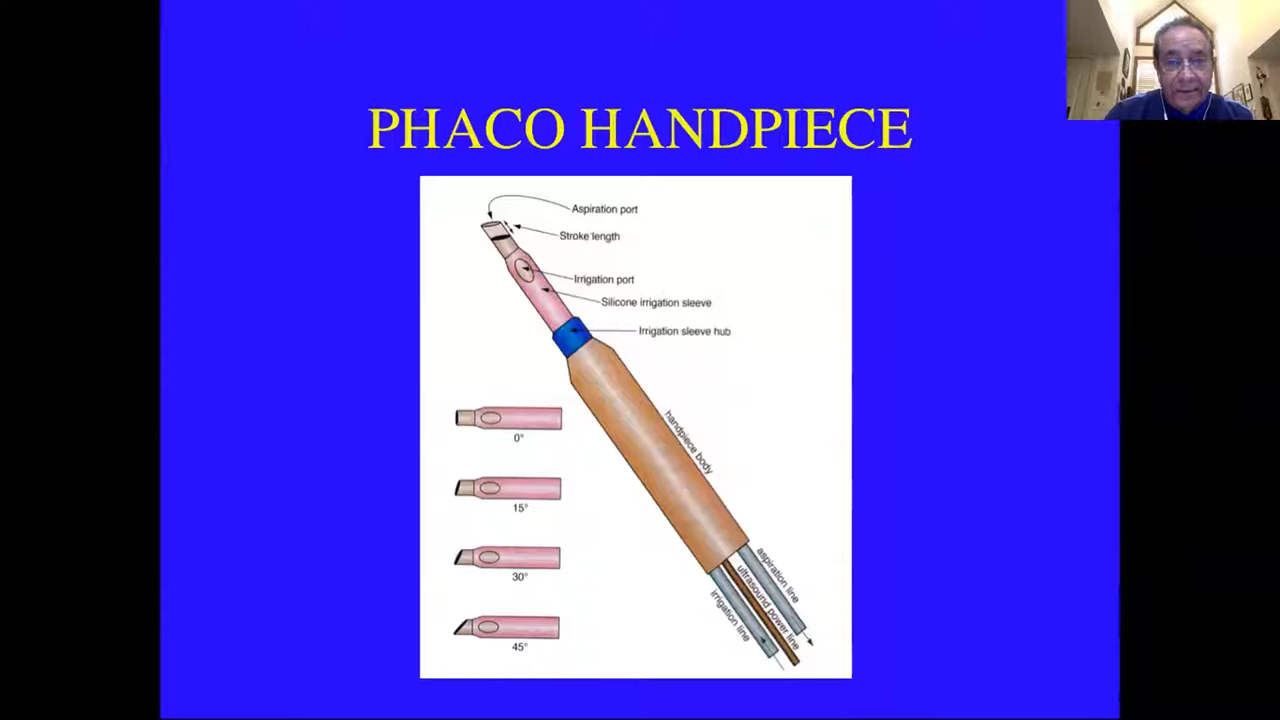 PHACO HANDPIECE
Aspiration port
Stroke length
Irrigation port
Silicone irrigation sleeve
Irrigation sleeve hub
handpiece body
0°
15°
30°
45°
aspiration line
ultrasound power line
irrigation line